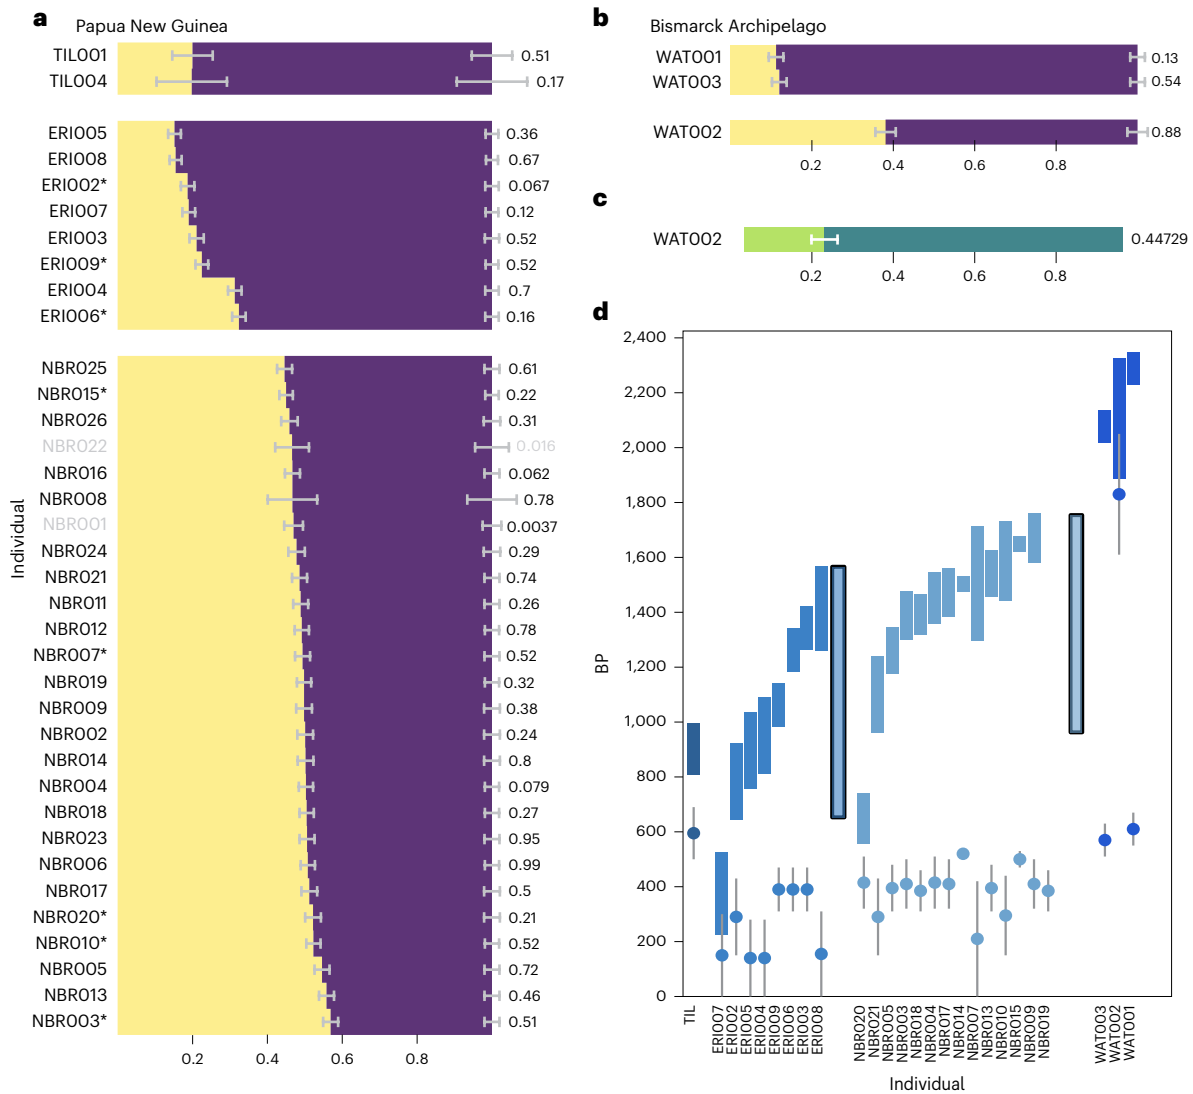 a
Papua New Guinea
TIL001 0.51
TIL004 0.17
ERI005 0.36
ERI008 0.67
ERI002* 0.067
ERI007 0.12
ERI003 0.52
ERI009* 0.52
ERI004 0.7
ERI006* 0.16
NBR025 0.61
NBR015* 0.22
NBR026 0.31
NBR022 0.016
NBR016 0.062
NBR008 0.78
NBR001 0.0037
NBR024 0.29
NBR021 0.74
NBR011 0.26
NBR012 0.78
NBR007* 0.52
NBR019 0.32
NBR009 0.38
NBR002 0.24
NBR014 0.8
NBR004 0.079
NBR018 0.27
NBR023 0.95
NBR006 0.99
NBR017 0.5
NBR020* 0.21
NBR010* 0.52
NBR005 0.72
NBR013 0.46
NBR003* 0.51
0.2 0.4 0.6 0.8
Individual
b
Bismarck Archipelago
WAT001 0.13
WAT003 0.54
WAT002 0.88
0.2 0.4 0.6 0.8
c
WAT002 0.44729
0.2 0.4 0.6 0.8
d
2,400
2,200
2,000
1,800
1,600
1,400
1,200
1,000
800
600
400
200
0
BP
TIL ERI007 ERI002 ERI005 ERI004 ERI009 ERI006 ERI003 ERI008 NBR020 NBR021 NBR005 NBR003 NBR018 NBR004 NBR017 NBR014 NBR007 NBR013 NBR010 NBR015 NBR009 NBR019 WAT003 WAT002 WAT001
Individual